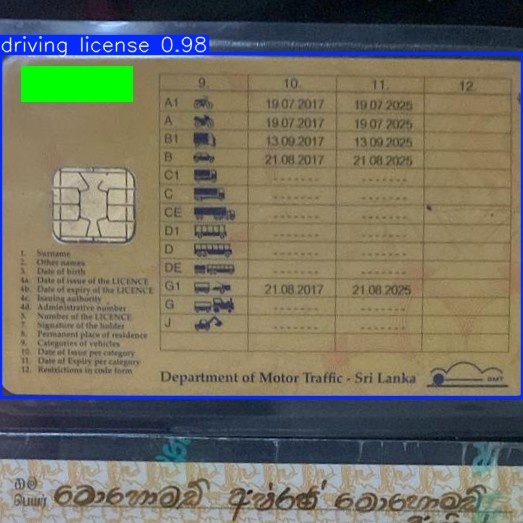 driving license 0.98
9. 10. 11. 12.
A1 19.07.2017 19.07.2025
A 19.07.2017 19.07.2025
B1 13.09.2017 13.09.2025
B 21.08.2017 21.08.2025
C1 - - - - - - - - - - - - - -
C - - - - - - - - - - - - - -
CE - - - - - - - - - - - - - -
D1 - - - - - - - - - - - - - -
D - - - - - - - - - - - - - -
DE - - - - - - - - - - - - - -
G1 21.08.2017 21.08.2025
G - - - - - - - - - - - - - -
J - - - - - - - - - - - - - -
1. Surname
2. Other names
3. Date of birth
4a. Date of issue of the LICENCE
4b. Date of expiry of the LICENCE
4c. Issuing authority
4d. Administrative number
5. Number of the LICENCE
7. Signature of the holder
8. Permanent place of residence
9. Categories of vehicles
10. Date of Issue per category
11. Date of Expiry per category
12. Restrictions in code form
Department of Motor Traffic - Sri Lanka
DMT
නම
பெயர்
මොහොමඩ් අප්රන් මොහොමඩ්